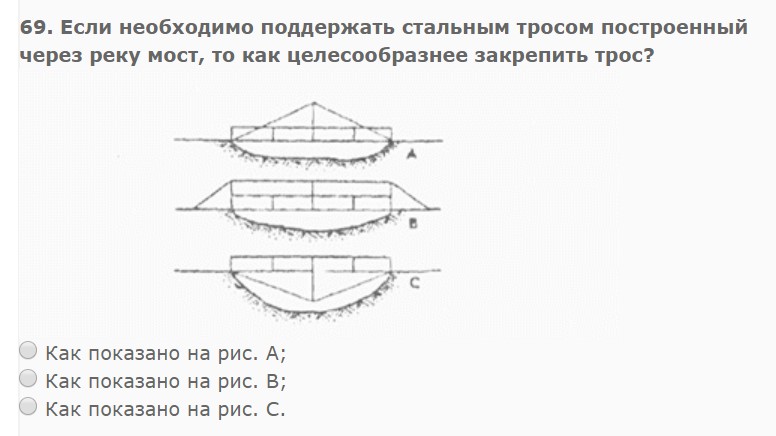 69. Если необходимо поддержать стальным тросом построенный
через реку мост, то как целесообразнее закрепить трос?
A
B
C
Как показано на рис. A;
Как показано на рис. B;
Как показано на рис. C.